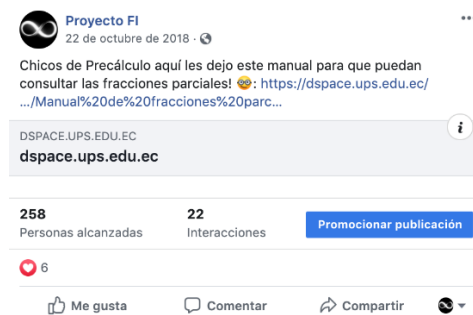 Proyecto FI
22 de octubre de 2018 ·
Chicos de Precálculo aquí les dejo este manual para que puedan
consultar las fracciones parciales! 🤓: https://dspace.ups.edu.ec/
…/Manual%20de%20fracciones%20parc...
DSPACE.UPS.EDU.EC
dspace.ups.edu.ec
i
258
Personas alcanzadas
22
Interacciones
Promocionar publicación
6
Me gusta
Comentar
Compartir